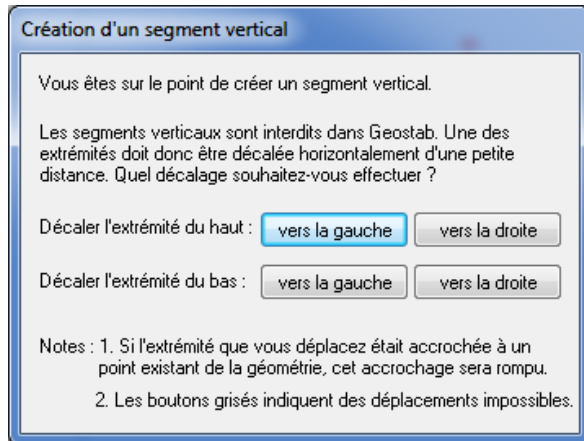 Création d'un segment vertical
Vous êtes sur le point de créer un segment vertical.
Les segments verticaux sont interdits dans Geostab. Une des
extrémités doit donc être décalée horizontalement d'une petite
distance. Quel décalage souhaitez-vous effectuer ?
Décaler l'extrémité du haut : vers la gauche vers la droite
Décaler l'extrémité du bas : vers la gauche vers la droite
Notes : 1. Si l'extrémité que vous déplacez était accrochée à un
point existant de la géométrie, cet accrochage sera rompu.
2. Les boutons grisés indiquent des déplacements impossibles.